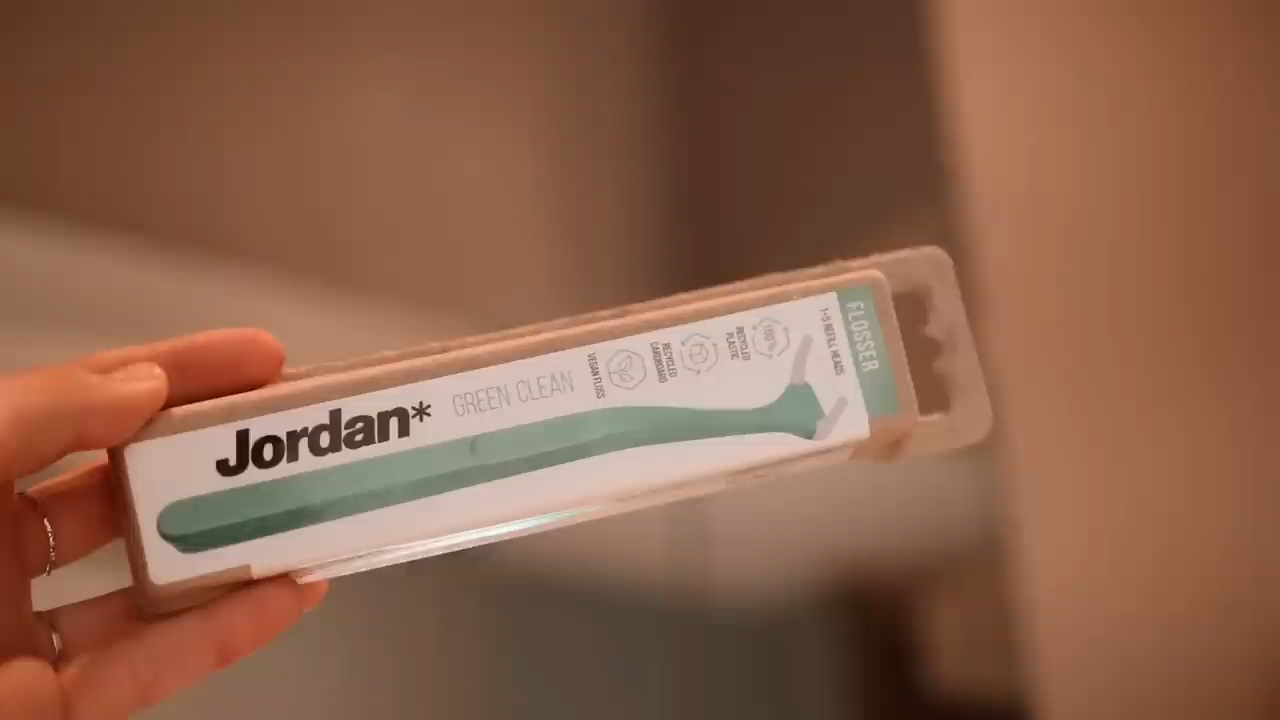 Jordan*
GREEN CLEAN
VEGAN FLOSS
RECYCLED
CARDBOARD
100%
RECYCLED
PLASTIC
1+5 REFILL HEADS
FLOSSER